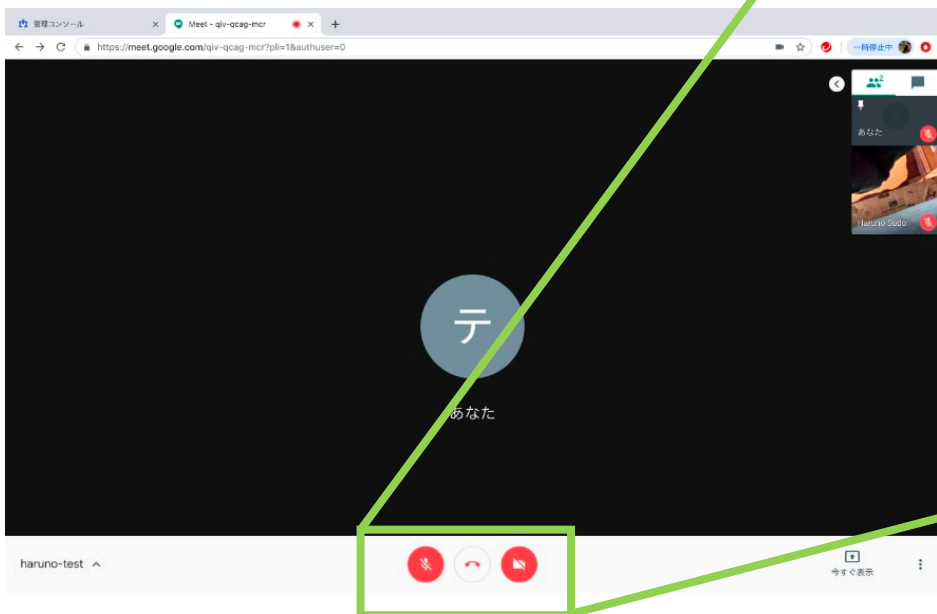 管理コンソール
Meet - qiv-qcag-mcr
https://meet.google.com/qiv-qcag-mcr?pli=1&authuser=0
一時停止中
2
あなた
Haruno Sudo
テ
あなた
haruno-test
今すぐ表示